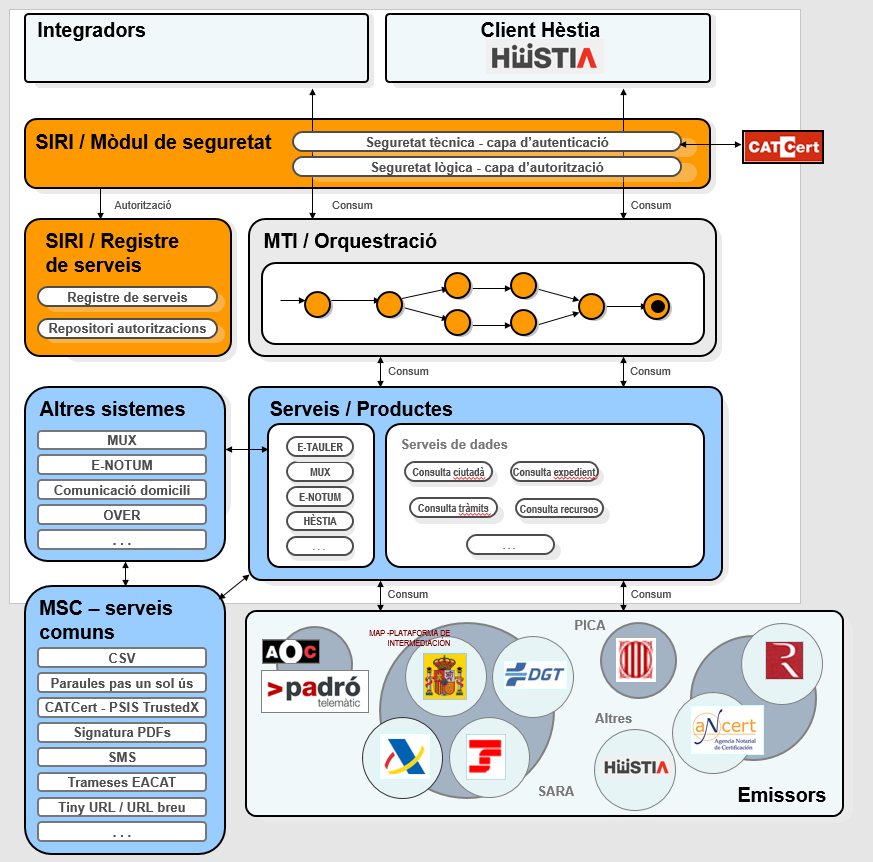 Integradors
Client Hèstia
HËSTIA
SIRI / Mòdul de seguretat
Seguretat tècnica - capa d'autenticació
Seguretat lògica - capa d'autorització
CATCert
Autorització
Consum
Consum
SIRI / Registre
de serveis
Registre de serveis
Repositori autoritzacions
MTI / Orquestració
Consum
Consum
Altres sistemes
MUX
E-NOTUM
Comunicació domicili
OVER
. . .
Serveis / Productes
E-TAULER
MUX
E-NOTUM
HÈSTIA
. . .
Serveis de dades
Consulta ciutadà
Consulta expedient
Consulta tràmits
Consulta recursos
. . .
Consum
Consum
MSC – serveis
comuns
CSV
Paraules pas un sol ús
CATCert - PSIS TrustedX
Signatura PDFs
SMS
Trameses EACAT
Tiny URL / URL breu
. . .
AOC
>padró
telemàtic
MAP -PLATAFORMA DE
INTERMEDIACION
DGT
SARA
PICA
Altres
HËSTIA
R
aNcert
Agencia Notarial
de Certificación
Emissors